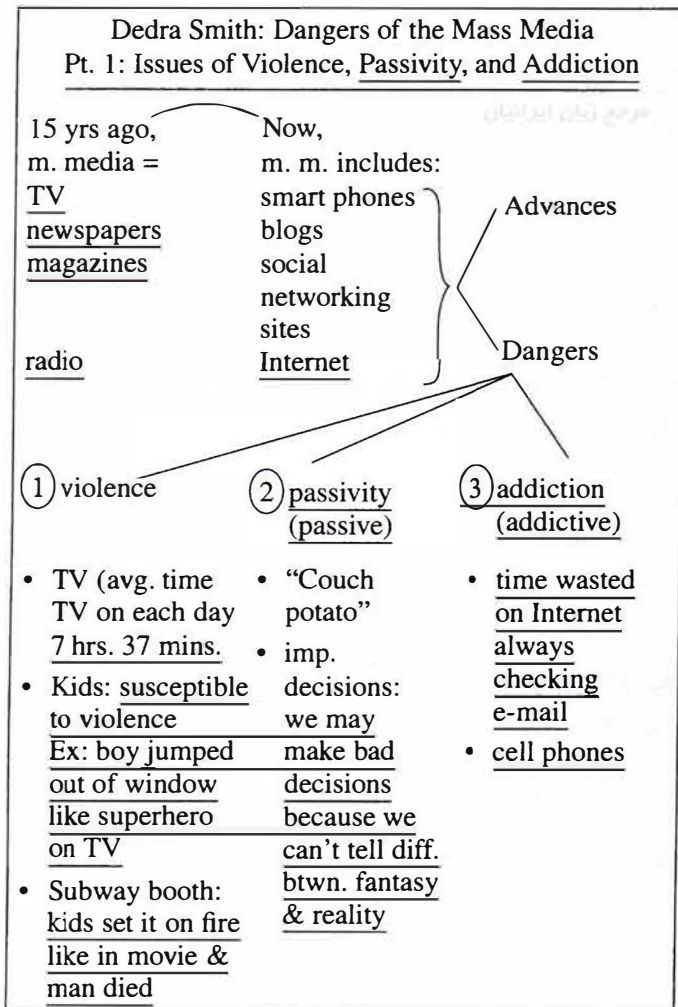 Dedra Smith: Dangers of the Mass Media
Pt. 1: Issues of Violence, Passivity, and Addiction
مرجع زبان ایرانیان
15 yrs ago,
m. media =
TV
newspapers
magazines
radio
Now,
m. m. includes:
smart phones
blogs
social
networking
sites
Internet
Advances
Dangers
1 violence
• TV (avg. time
TV on each day
7 hrs. 37 mins.
• Kids: susceptible
to violence
Ex: boy jumped
out of window
like superhero
on TV
• Subway booth:
kids set it on fire
like in movie &
man died
2 passivity
(passive)
• “Couch
potato”
• imp.
decisions:
we may
make bad
decisions
because we
can’t tell diff.
btwn. fantasy
& reality
3 addiction
(addictive)
• time wasted
on Internet
always
checking
e-mail
• cell phones